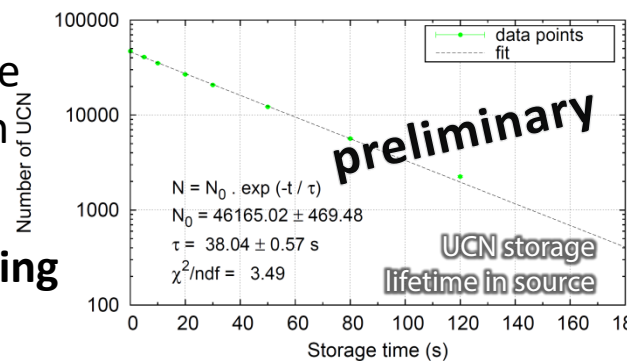 100000
10000
1000
100
Number of UCN
data points
fit
preliminary
N = N₀ . exp (-t / τ)
N₀ = 46165.02 ± 469.48
τ = 38.04 ± 0.57 s
χ²/ndf = 3.49
UCN storage
lifetime in source
ing
0 20 40 60 80 100 120 140 160 18
Storage time (s)